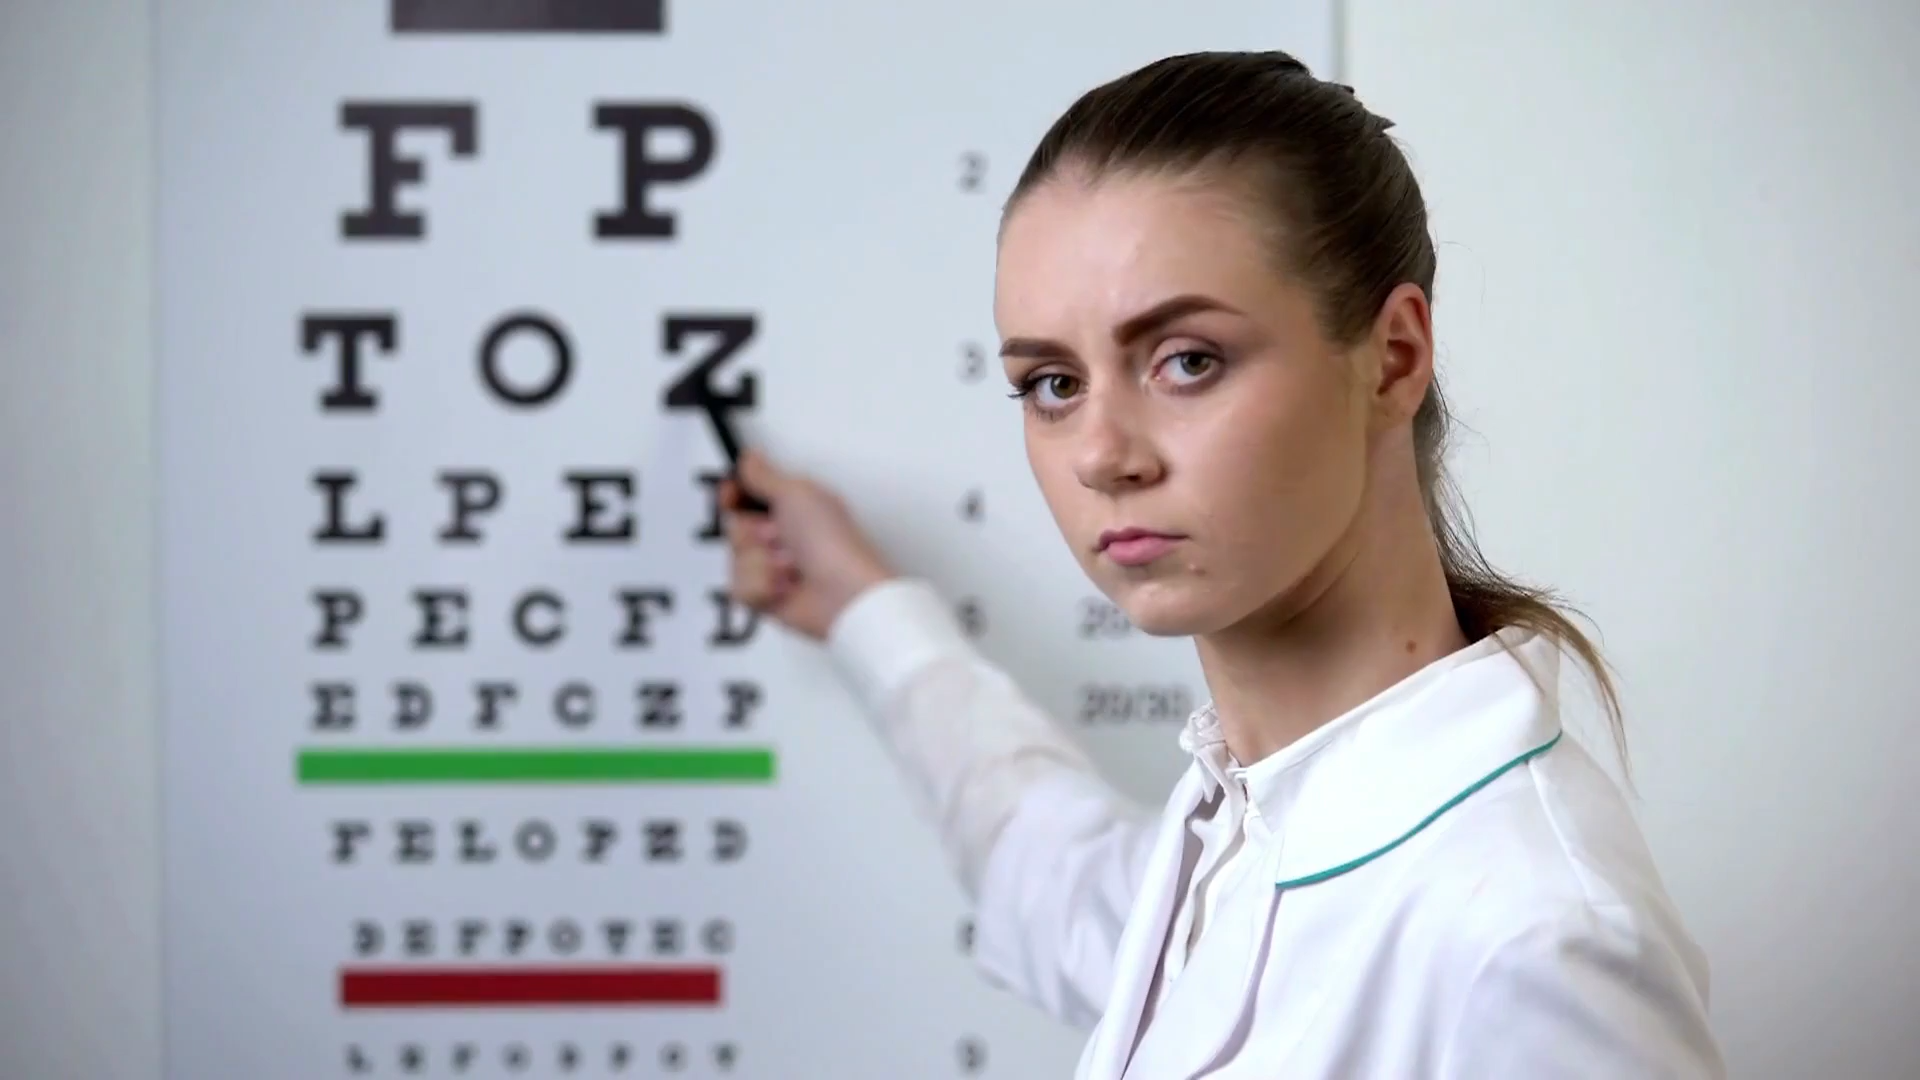 F P 2
T O Z 3
L P E 4
P E C F D 5
E D F C Z P 20/30
F E L O P Z D
D E F P O T E C